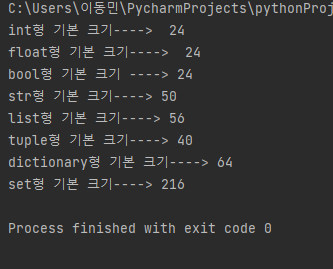 C:\Users\이동민\PycharmProjects\pythonProj
int형 기본 크기---->  24
float형 기본 크기---->  24
bool형 기본 크기 ----> 24
str형 기본 크기----> 50
list형 기본 크기----> 56
tuple형 기본 크기----> 40
dictionary형 기본 크기----> 64
set형 기본 크기----> 216
Process finished with exit code 0